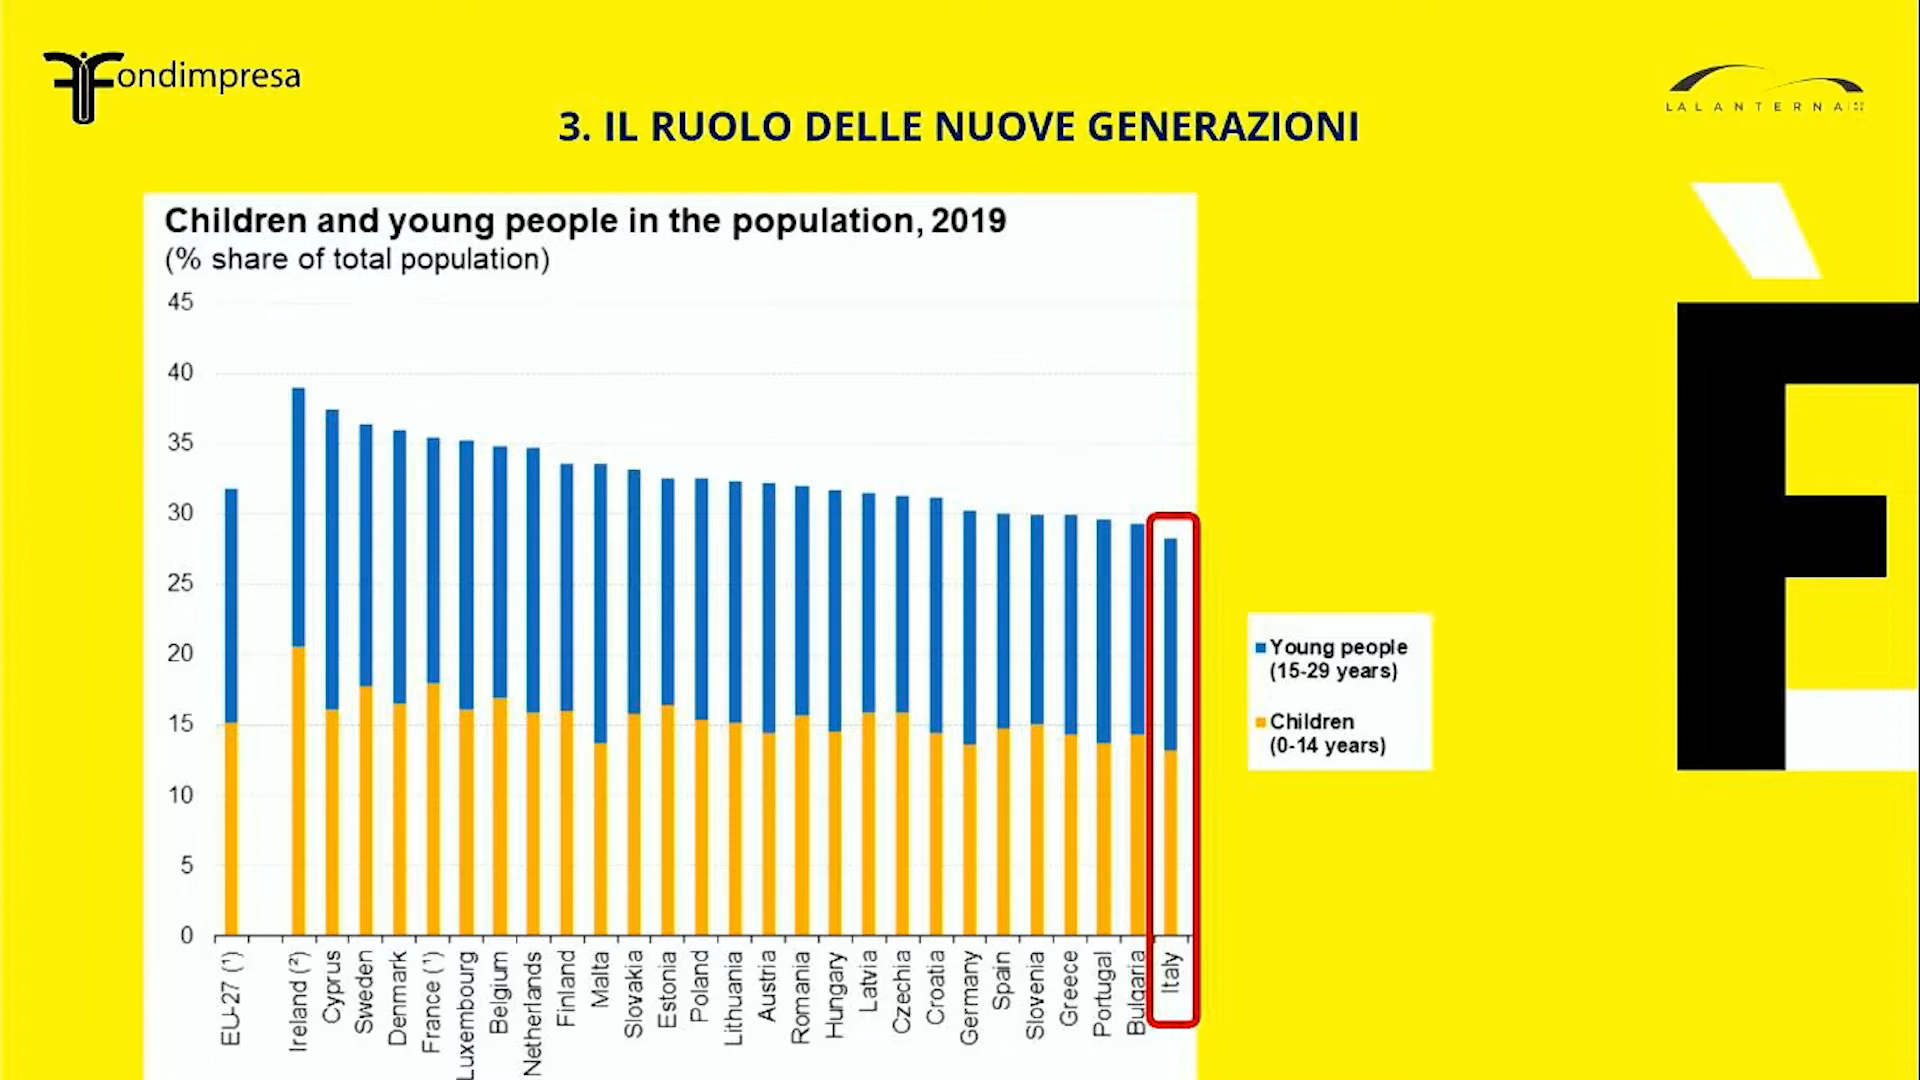 Fondimpresa
LALANTERNA
3. IL RUOLO DELLE NUOVE GENERAZIONI
Children and young people in the population, 2019
(% share of total population)
45
40
35
30
25
20
15
10
5
0
EU-27 (¹)
Ireland (²)
Cyprus
Sweden
Denmark
France (¹)
Luxembourg
Belgium
Netherlands
Finland
Malta
Slovakia
Estonia
Poland
Lithuania
Austria
Romania
Hungary
Latvia
Czechia
Croatia
Germany
Spain
Slovenia
Greece
Portugal
Bulgaria
Italy
Young people
(15-29 years)
Children
(0-14 years)
È